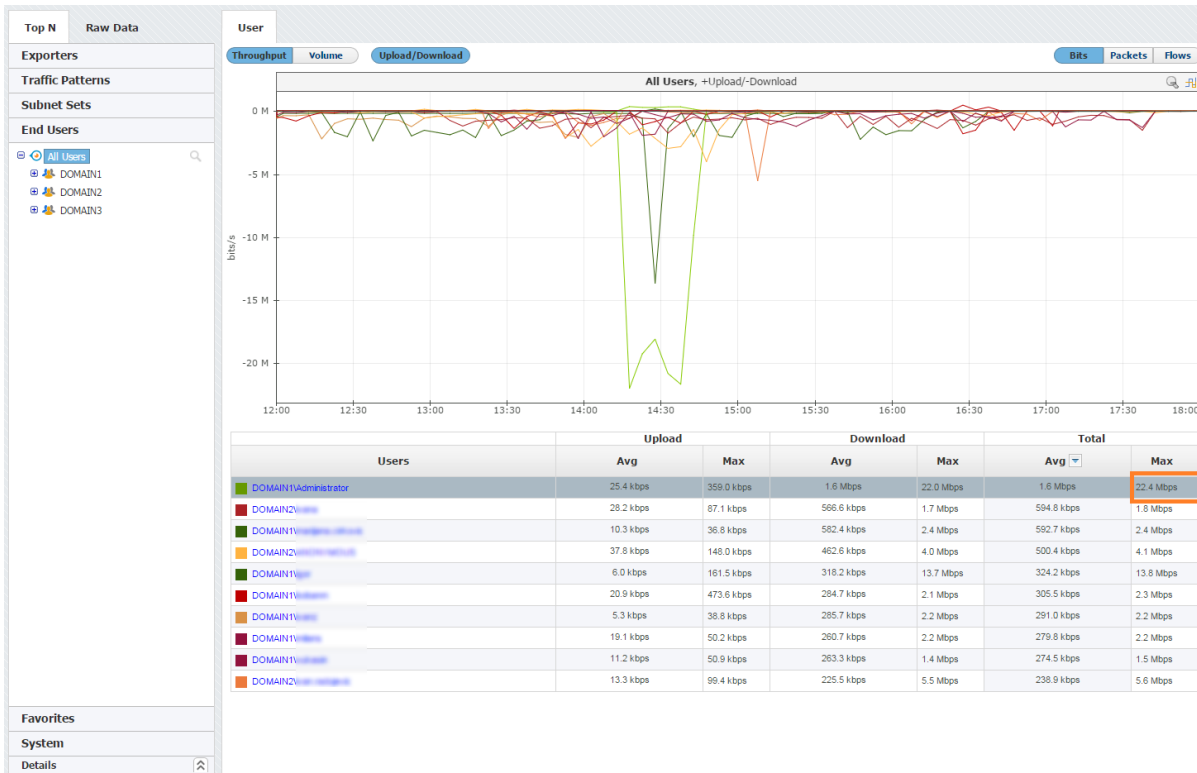 Top N Raw Data
Exporters
Traffic Patterns
Subnet Sets
End Users
All Users
DOMAIN1
DOMAIN2
DOMAIN3
Favorites
System
Details
User
Throughput Volume Upload/Download Bits Packets Flows
All Users, +Upload/-Download
bits/s
0 M
-5 M
-10 M
-15 M
-20 M
12:00 12:30 13:00 13:30 14:00 14:30 15:00 15:30 16:00 16:30 17:00 17:30 18:00
Upload Download Total
Users Avg Max Avg Max Avg Max
DOMAIN1\Administrator 25.4 kbps 359.0 kbps 1.6 Mbps 22.0 Mbps 1.6 Mbps 22.4 Mbps
DOMAIN2\ 28.2 kbps 87.1 kbps 566.6 kbps 1.7 Mbps 594.8 kbps 1.8 Mbps
DOMAIN1\ 10.3 kbps 36.8 kbps 582.4 kbps 2.4 Mbps 592.7 kbps 2.4 Mbps
DOMAIN2\ 37.8 kbps 148.0 kbps 462.6 kbps 4.0 Mbps 500.4 kbps 4.1 Mbps
DOMAIN1\ 6.0 kbps 161.5 kbps 318.2 kbps 13.7 Mbps 324.2 kbps 13.8 Mbps
DOMAIN1\ 20.9 kbps 473.6 kbps 284.7 kbps 2.1 Mbps 305.5 kbps 2.3 Mbps
DOMAIN1\ 5.3 kbps 38.8 kbps 285.7 kbps 2.2 Mbps 291.0 kbps 2.2 Mbps
DOMAIN1\ 19.1 kbps 50.2 kbps 260.7 kbps 2.2 Mbps 279.8 kbps 2.2 Mbps
DOMAIN1\ 11.2 kbps 50.9 kbps 263.3 kbps 1.4 Mbps 274.5 kbps 1.5 Mbps
DOMAIN2\ 13.3 kbps 99.4 kbps 225.5 kbps 5.5 Mbps 238.9 kbps 5.6 Mbps